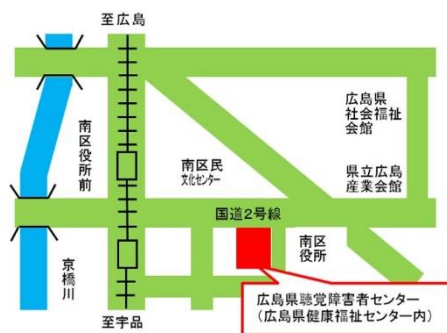 至広島
広島県
社会福祉
会館
南区役所前
南区民
文化センター
県立広島
産業会館
国道2号線
南区
役所
京橋川
至宇品
広島県聴覚障害者センター
（広島県健康福祉センター内）